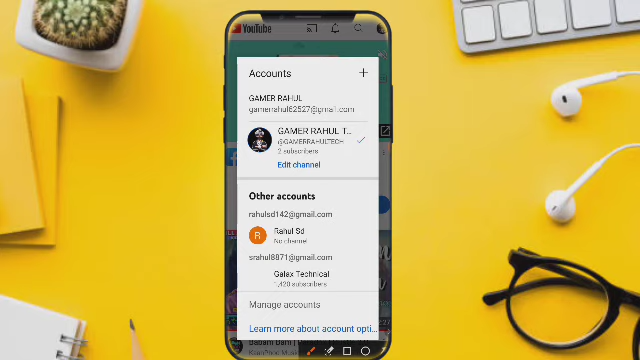 YouTube
Accounts
GAMER RAHUL
gamerrahul62527@gmail.com
GAMER RAHUL T...
@GAMERRAHULTECH
2 subscribers
Edit channel
Other accounts
rahulsd142@gmail.com
R
Rahul Sd
No channel
srahul8871@gmail.com
Galax Technical
1,420 subscribers
Manage accounts
Learn more about account opti...